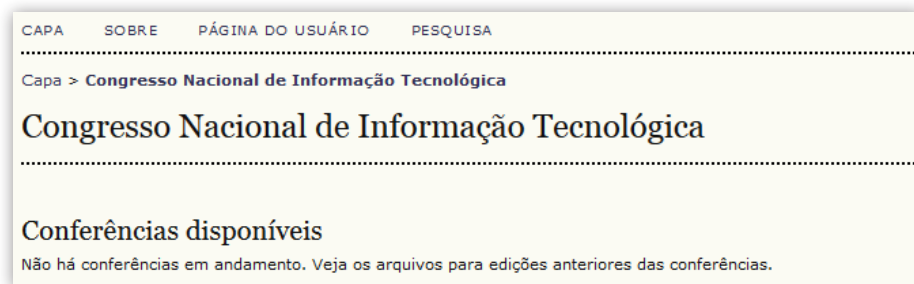 CAPA SOBRE PÁGINA DO USUÁRIO PESQUISA
Capa > Congresso Nacional de Informação Tecnológica
Congresso Nacional de Informação Tecnológica
Conferências disponíveis
Não há conferências em andamento. Veja os arquivos para edições anteriores das conferências.